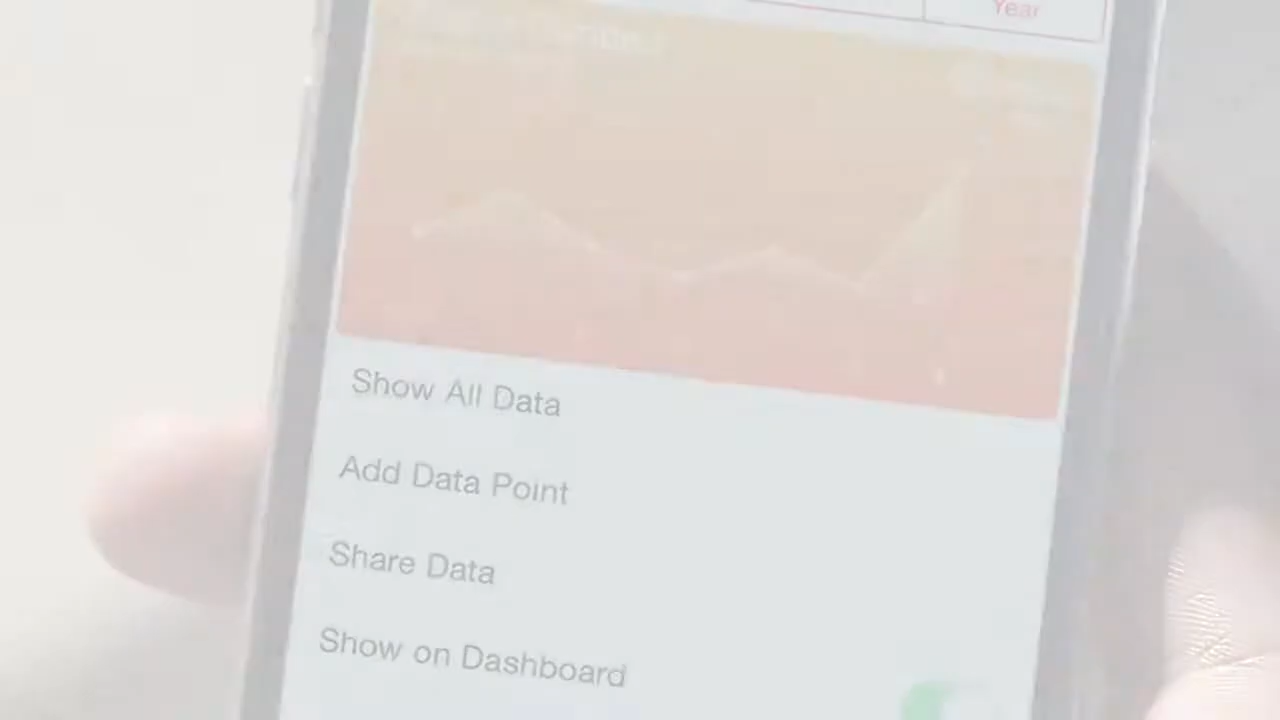 Year
Show All Data
Add Data Point
Share Data
Show on Dashboard